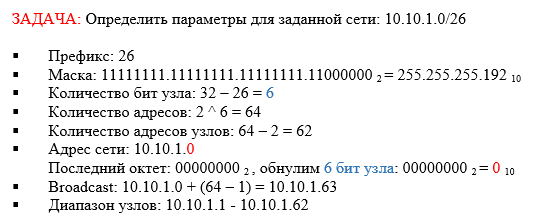 ЗАДАЧА: Определить параметры для заданной сети: 10.10.1.0/26
▪ Префикс: 26
▪ Маска: 11111111.11111111.11111111.11000000 2 = 255.255.255.192 10
▪ Количество бит узла: 32 – 26 = 6
▪ Количество адресов: 2 ^ 6 = 64
▪ Количество адресов узлов: 64 – 2 = 62
▪ Адрес сети: 10.10.1.0
Последний октет: 00000000 2 , обнулим 6 бит узла: 00000000 2 = 0 10
▪ Broadcast: 10.10.1.0 + (64 – 1) = 10.10.1.63
▪ Диапазон узлов: 10.10.1.1 - 10.10.1.62